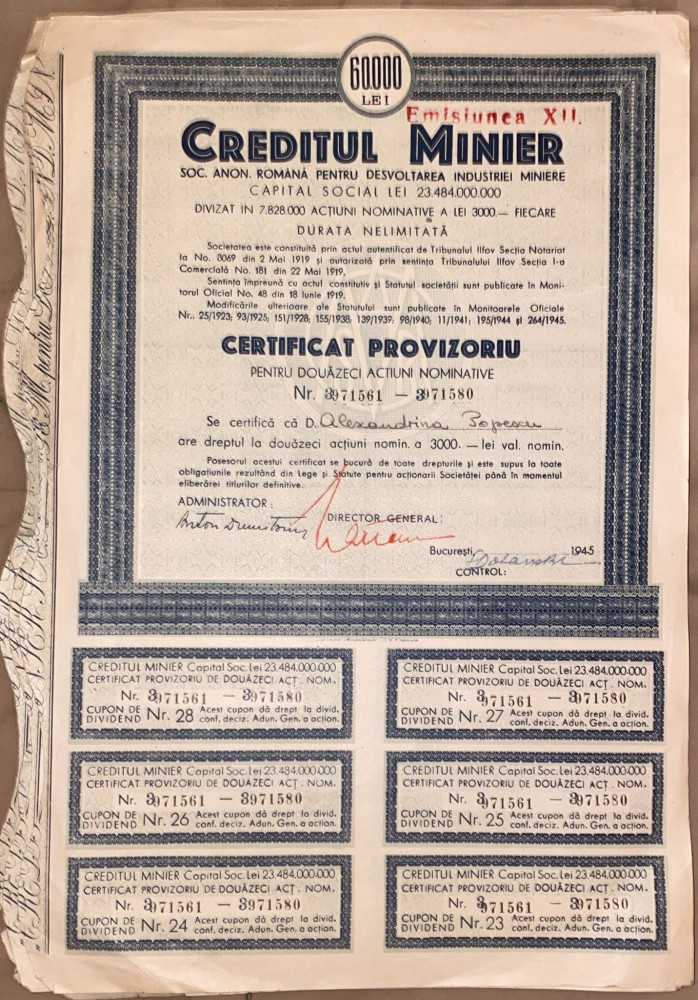 60.000
LEI
Emisiunea XII.
CREDITUL MINIER
SOC. ANON. ROMÂNĂ PENTRU DESVOLTAREA INDUSTRIEI MINIERE
CAPITAL SOCIAL LEI 23.484.000.000
DIVIZAT IN 7.828.000 ACȚIUNI NOMINATIVE A LEI 3000.— FIECARE
DURATA NELIMITATĂ
Societatea este constituită prin actul autentificat de Tribunalul Ilfov Secția Notariat
la No. 8069 din 2 Mai 1919 și autorizată prin sentința Tribunalului Ilfov Secția I-a
Comercială No. 181 din 22 Mai 1919.
Sentința împreună cu actul constitutiv și Statutul societății sunt publicate în Moni-
torul Oficial No. 48 din 18 Iunie 1919.
Modificările ulterioare ale Statutului sunt publicate în Monitoarele Oficiale
Nr.: 25/1923; 93/1925; 151/1928; 155/1938; 139/1939; 98/1940; 11/1941; 195/1944 și 264/1945.
CERTIFICAT PROVIZORIU
PENTRU DOUĂZECI ACȚIUNI NOMINATIVE
Nr. 3971561 — 3971580
Se certifică că D. Alexandrina Popescu
are dreptul la douăzeci acțiuni nomin. a 3000.— lei val. nomin.
Posesorul acestui certificat se bucură de toate drepturile și este supus la toate
obligațiunile rezultând din Lege și Statute pentru acționarii Societății până în momentul
eliberării titlurilor definitive.
ADMINISTRATOR:
DIRECTOR GENERAL:
București, 1945
CONTROL:
CREDITUL MINIER Capital Soc. Lei 23.484.000.000
CERTIFICAT PROVIZORIU DE DOUĂZECI ACȚ. NOM.
Nr. 3971561 — 3971580
CUPON DE DIVIDEND Nr. 28 Acest cupon dă drept la divid.
conf. deciz. Adun. Gen. a acțion.
CREDITUL MINIER Capital Soc. Lei 23.484.000.000
CERTIFICAT PROVIZORIU DE DOUĂZECI ACȚ. NOM.
Nr. 3971561 — 3971580
CUPON DE DIVIDEND Nr. 27 Acest cupon dă drept la divid.
conf. deciz. Adun. Gen. a acțion.
CREDITUL MINIER Capital Soc. Lei 23.484.000.000
CERTIFICAT PROVIZORIU DE DOUĂZECI ACȚ. NOM.
Nr. 3971561 — 3971580
CUPON DE DIVIDEND Nr. 26 Acest cupon dă drept la divid.
conf. deciz. Adun. Gen. a acțion.
CREDITUL MINIER Capital Soc. Lei 23.484.000.000
CERTIFICAT PROVIZORIU DE DOUĂZECI ACȚ. NOM.
Nr. 3971561 — 3971580
CUPON DE DIVIDEND Nr. 25 Acest cupon dă drept la divid.
conf. deciz. Adun. Gen. a acțion.
CREDITUL MINIER Capital Soc. Lei 23.484.000.000
CERTIFICAT PROVIZORIU DE DOUĂZECI ACȚ. NOM.
Nr. 3971561 — 3971580
CUPON DE DIVIDEND Nr. 24 Acest cupon dă drept la divid.
conf. deciz. Adun. Gen. a acțion.
CREDITUL MINIER Capital Soc. Lei 23.484.000.000
CERTIFICAT PROVIZORIU DE DOUĂZECI ACȚ. NOM.
Nr. 3971561 — 3971580
CUPON DE DIVIDEND Nr. 23 Acest cupon dă drept la divid.
conf. deciz. Adun. Gen. a acțion.